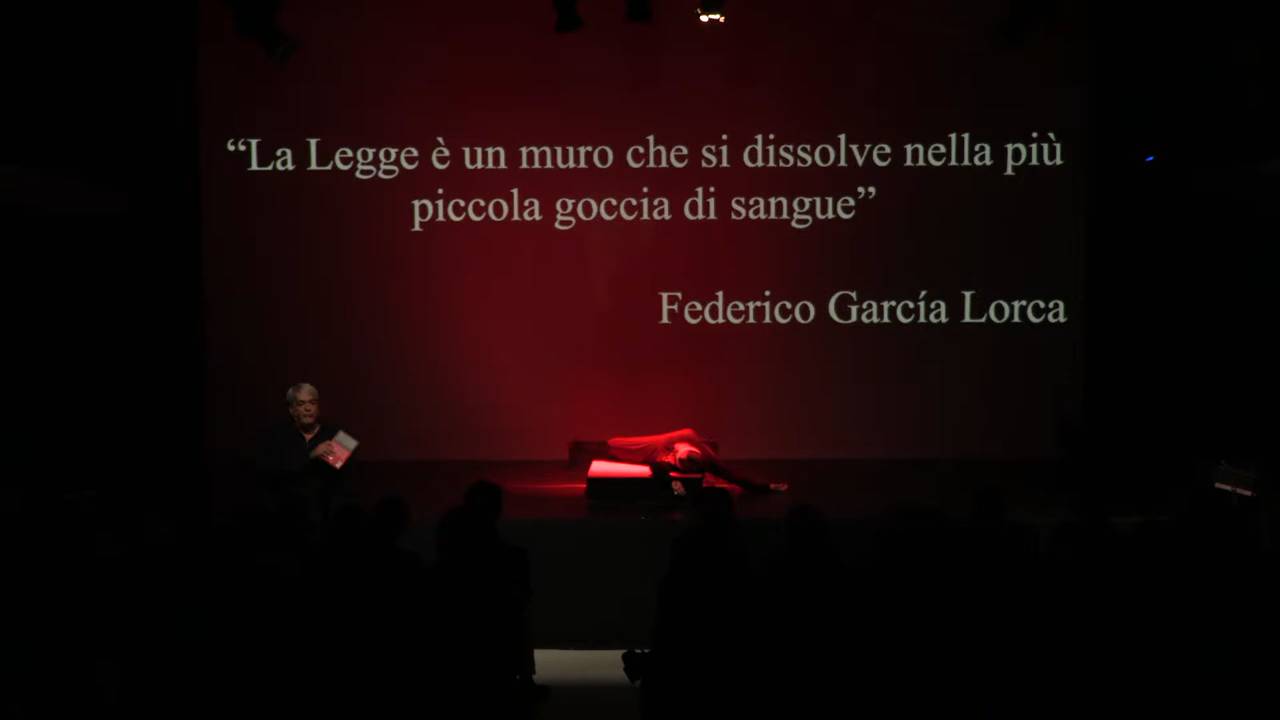 “La Legge è un muro che si dissolve nella più
piccola goccia di sangue”
Federico García Lorca